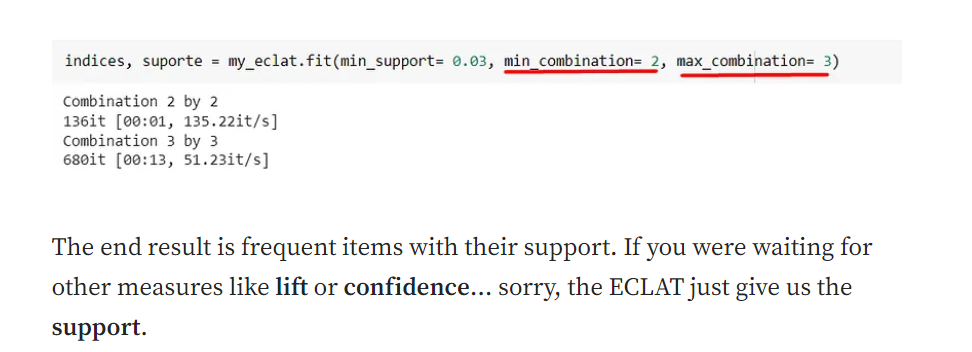 indices, suporte = my_eclat.fit(min_support= 0.03, min_combination= 2, max_combination= 3)
Combination 2 by 2
136it [00:01, 135.22it/s]
Combination 3 by 3
680it [00:13, 51.23it/s]
The end result is frequent items with their support. If you were waiting for
other measures like lift or confidence... sorry, the ECLAT just give us the
support.